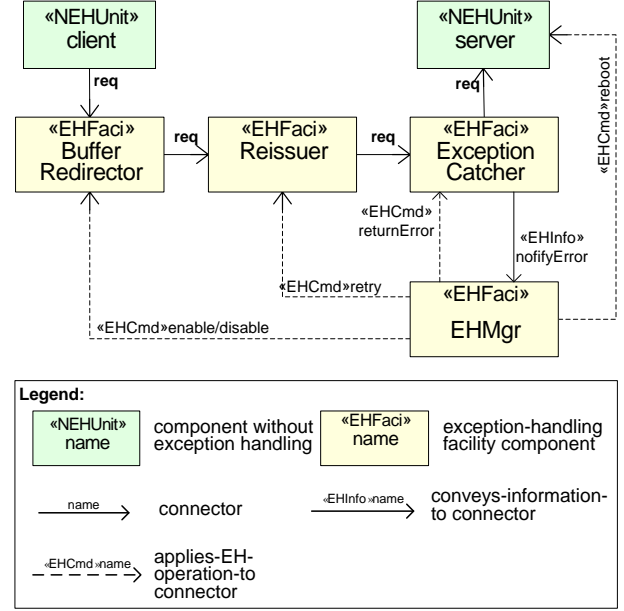 «NEHUnit»
client
«NEHUnit»
server
req
req
«EHCmd»reboot
«EHFaci»
Buffer
Redirector
req
«EHFaci»
Reissuer
req
«EHFaci»
Exception
Catcher
«EHCmd»
returnError
«EHInfo»
nofifyError
«EHCmd»retry
«EHFaci»
EHMgr
«EHCmd»enable/disable
Legend:
«NEHUnit»
name
component without
exception handling
«EHFaci»
name
exception-handling
facility component
name
connector
«EHInfo»name
conveys-information-
to connector
«EHCmd»name
applies-EH-
operation-to
connector